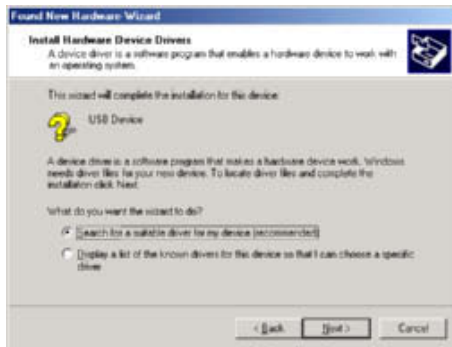 Found New Hardware Wizard
Install Hardware Device Drivers
A device driver is a software program that enables a hardware device to work with
an operating system.
This wizard will complete the installation for this device:
USB Device
A device driver is a software program that makes a hardware device work. Windows
needs driver files for your new device. To locate driver files and complete the
installation click Next.
What do you want the wizard to do?
Search for a suitable driver for my device (recommended)
Display a list of the known drivers for this device so that I can choose a specific
driver
< Back
Next >
Cancel